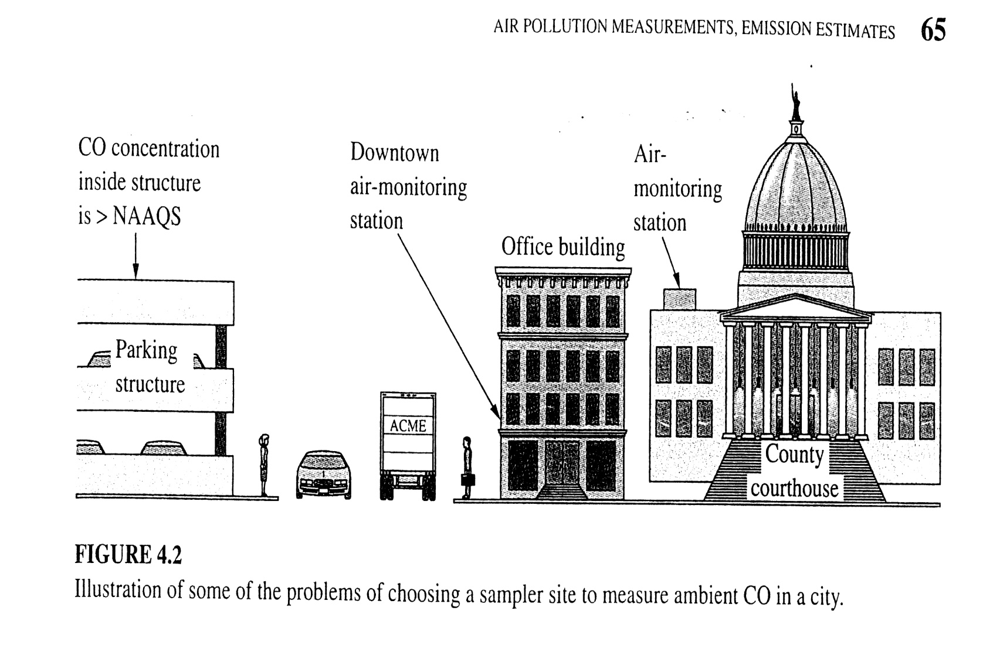 AIR POLLUTION MEASUREMENTS, EMISSION ESTIMATES 65
CO concentration
inside structure
is > NAAQS
Downtown
air-monitoring
station
Air-
monitoring
station
Office building
Parking
structure
ACME
County
courthouse
FIGURE 4.2
Illustration of some of the problems of choosing a sampler site to measure ambient CO in a city.